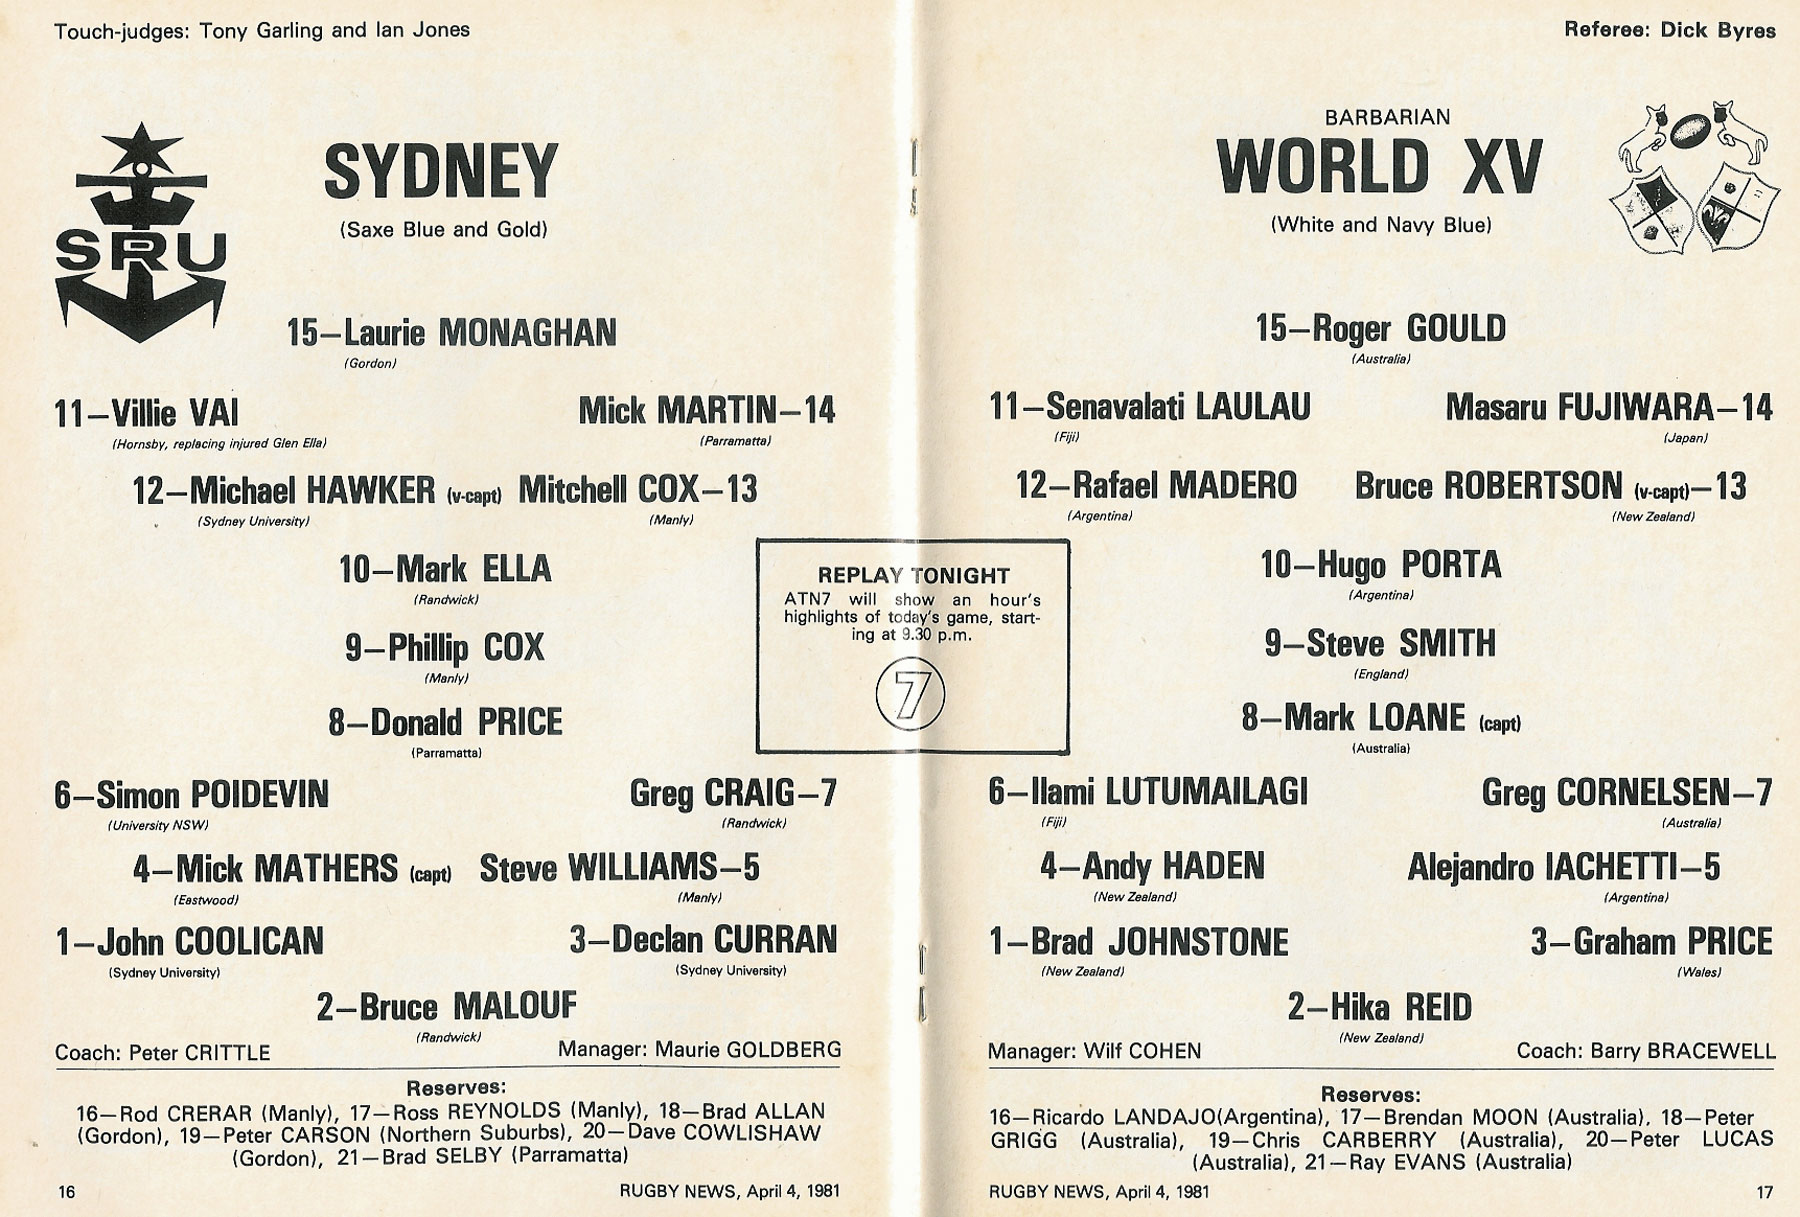 Touch-judges: Tony Garling and Ian Jones
SRU
SYDNEY
(Saxe Blue and Gold)
15—Laurie MONAGHAN
(Gordon)
11—Villie VAI
(Hornsby, replacing injured Glen Ella)
Mick MARTIN—14
(Parramatta)
12—Michael HAWKER (v-capt)
(Sydney University)
Mitchell COX—13
(Manly)
10—Mark ELLA
(Randwick)
9—Phillip COX
(Manly)
8—Donald PRICE
(Parramatta)
6—Simon POIDEVIN
(University NSW)
Greg CRAIG—7
(Randwick)
4—Mick MATHERS (capt)
(Eastwood)
Steve WILLIAMS—5
(Manly)
1—John COOLICAN
(Sydney University)
3—Declan CURRAN
(Sydney University)
2—Bruce MALOUF
(Randwick)
Coach: Peter CRITTLE
Manager: Maurie GOLDBERG
Reserves:
16—Rod CRERAR (Manly), 17—Ross REYNOLDS (Manly), 18—Brad ALLAN
(Gordon), 19—Peter CARSON (Northern Suburbs), 20—Dave COWLISHAW
(Gordon), 21—Brad SELBY (Parramatta)
16
RUGBY NEWS, April 4, 1981
REPLAY TONIGHT
ATN7 will show an hour's
highlights of today's game, start-
ing at 9.30 p.m.
7
Referee: Dick Byres
BARBARIAN
WORLD XV
(White and Navy Blue)
15—Roger GOULD
(Australia)
11—Senavalati LAULAU
(Fiji)
Masaru FUJIWARA—14
(Japan)
12—Rafael MADERO
(Argentina)
Bruce ROBERTSON (v-capt)—13
(New Zealand)
10—Hugo PORTA
(Argentina)
9—Steve SMITH
(England)
8—Mark LOANE (capt)
(Australia)
6—Ilami LUTUMAILAGI
(Fiji)
Greg CORNELSEN—7
(Australia)
4—Andy HADEN
(New Zealand)
Alejandro IACHETTI—5
(Argentina)
1—Brad JOHNSTONE
(New Zealand)
3—Graham PRICE
(Wales)
2—Hika REID
(New Zealand)
Manager: Wilf COHEN
Coach: Barry BRACEWELL
Reserves:
16—Ricardo LANDAJO(Argentina), 17—Brendan MOON (Australia), 18—Peter
GRIGG (Australia), 19—Chris CARBERRY (Australia), 20—Peter LUCAS
(Australia), 21—Ray EVANS (Australia)
RUGBY NEWS, April 4, 1981
17